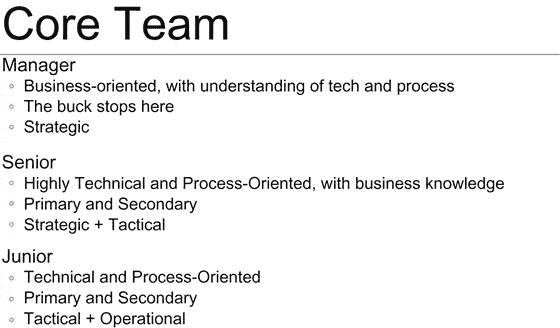 Core Team
Manager
◦ Business-oriented, with understanding of tech and process
◦ The buck stops here
◦ Strategic
Senior
◦ Highly Technical and Process-Oriented, with business knowledge
◦ Primary and Secondary
◦ Strategic + Tactical
Junior
◦ Technical and Process-Oriented
◦ Primary and Secondary
◦ Tactical + Operational